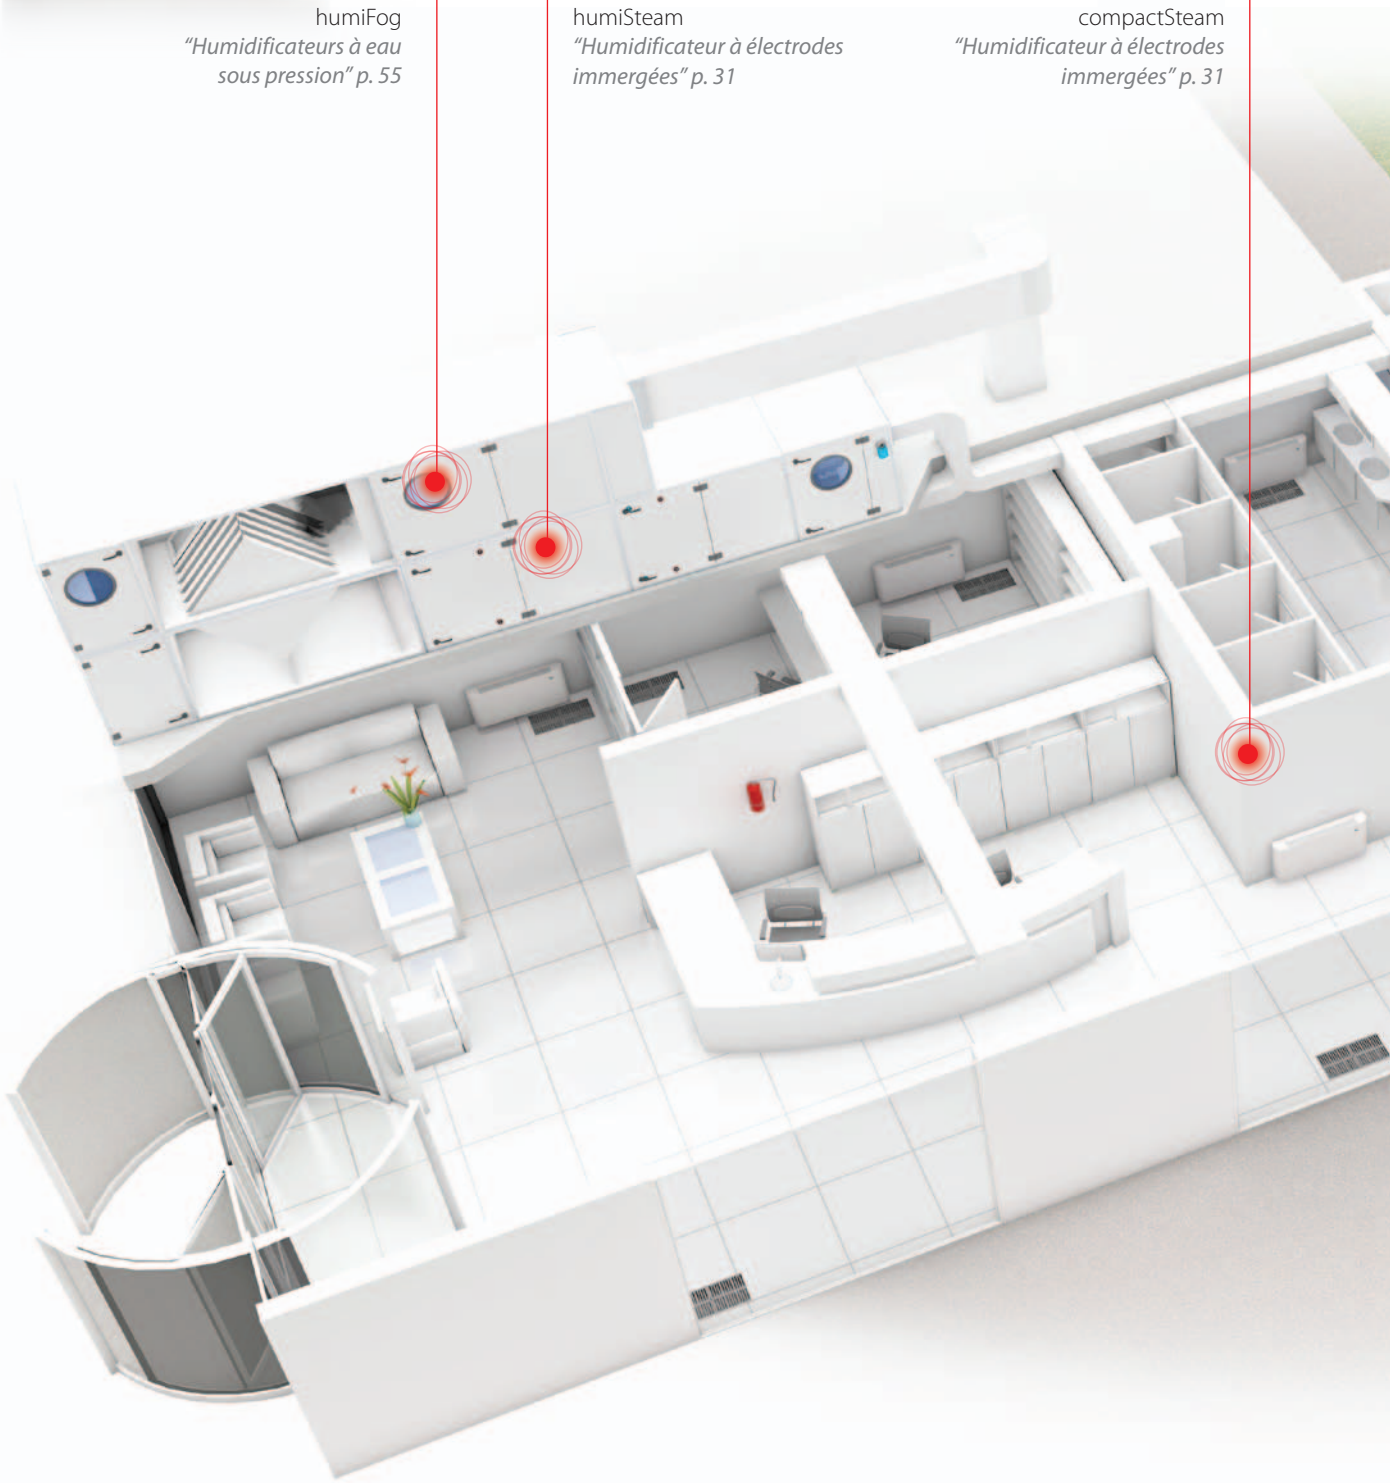 humiFog
“Humidificateurs à eau
sous pression” p. 55
humiSteam
“Humidificateur à électrodes
immergées” p. 31
compactSteam
“Humidificateur à électrodes
immergées” p. 31